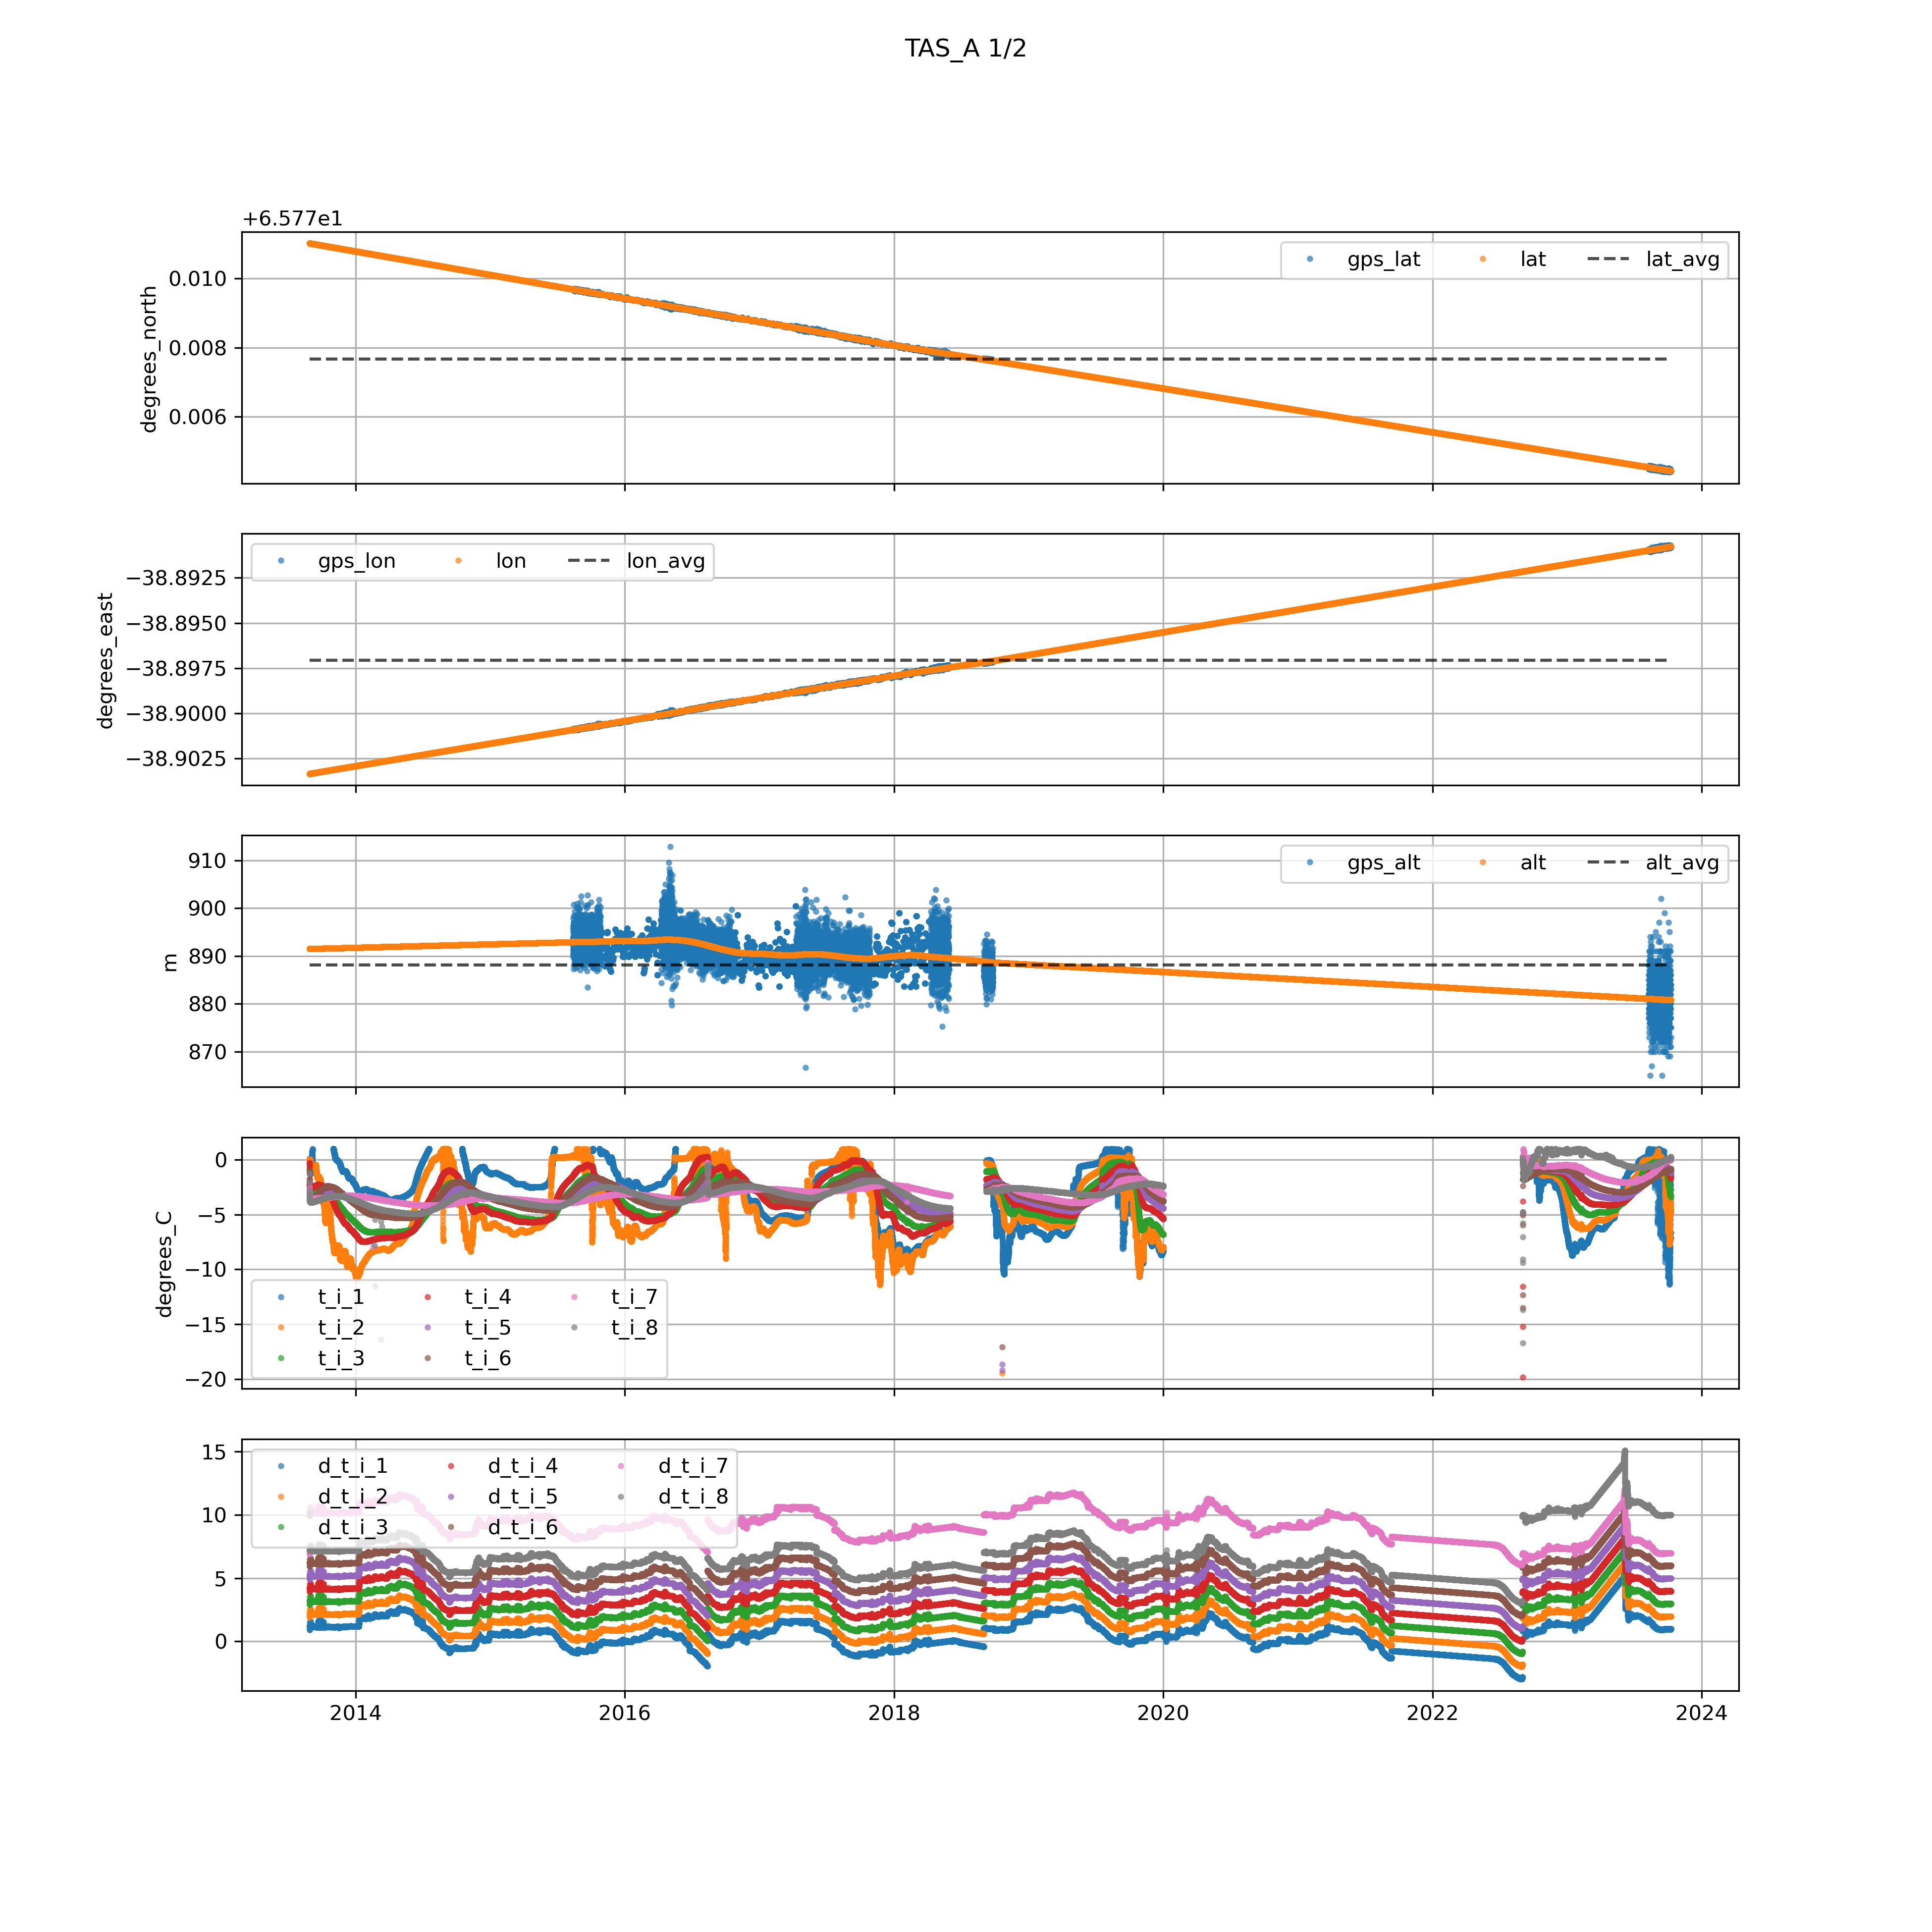 TAS_A 1/2
+6.577e1
degrees_north
0.010
0.008
0.006
gps_lat lat lat_avg
degrees_east
−38.8925
−38.8950
−38.8975
−38.9000
−38.9025
gps_lon lon lon_avg
m
910
900
890
880
870
gps_alt alt alt_avg
degrees_C
0
−5
−10
−15
−20
t_i_1 t_i_4 t_i_7
t_i_2 t_i_5 t_i_8
t_i_3 t_i_6
15
10
5
0
d_t_i_1 d_t_i_4 d_t_i_7
d_t_i_2 d_t_i_5 d_t_i_8
d_t_i_3 d_t_i_6
2014 2016 2018 2020 2022 2024